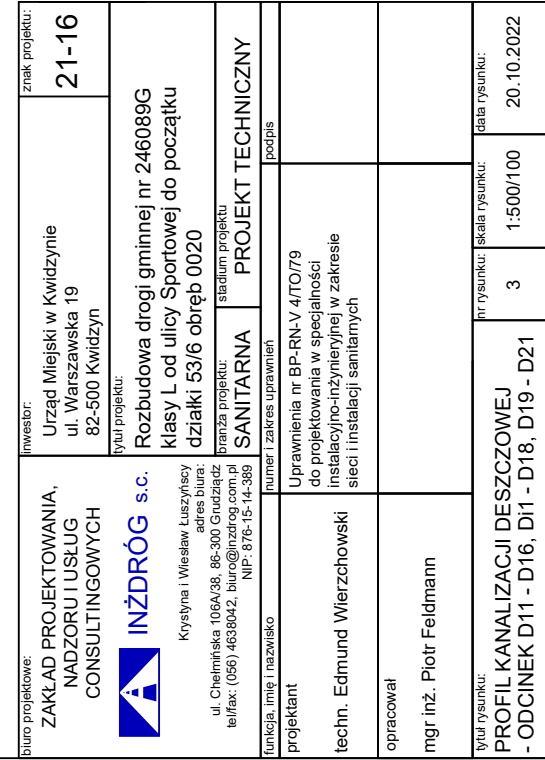 biuro projektowe:
ZAKŁAD PROJEKTOWANIA,
NADZORU I USŁUG
CONSULTINGOWYCH
INŻDRÓG s.c.
Krystyna i Wiesław Łuszyńscy
adres biura:
ul. Chełmińska 106A/38, 86-300 Grudziądz
tel/fax: (056) 4638042, biuro@inzdrog.com.pl
NIP: 876-15-14-389
inwestor:
Urząd Miejski w Kwidzynie
ul. Warszawska 19
82-500 Kwidzyn
znak projektu:
21-16
tytuł projektu:
Rozbudowa drogi gminnej nr 246089G
klasy L od ulicy Sportowej do początku
działki 53/6 obręb 0020
branża projektu:
SANITARNA
stadium projektu
PROJEKT TECHNICZNY
funkcja, imię i nazwisko
numer i zakres uprawnień
podpis
projektant
techn. Edmund Wierzchowski
Uprawnienia nr BP-RN-V 4/TO/79
do projektowania w specjalności
instalacyjno-inżynieryjnej w zakresie
sieci i instalacji sanitarnych
opracował
mgr inż. Piotr Feldmann
tytuł rysunku:
PROFIL KANALIZACJI DESZCZOWEJ
- ODCINEK D11 - D16, Di1 - D18, D19 - D21
nr rysunku:
3
skala rysunku:
1:500/100
data rysunku:
20.10.2022